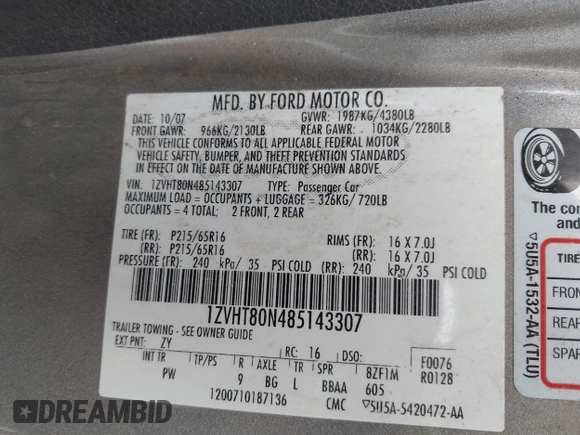 MFD. BY FORD MOTOR CO.
DATE: 10/07 GVWR: 1987KG/4380LB
FRONT GAWR: 966KG/2130LB REAR GAWR: 1034KG/2280LB
THIS VEHICLE CONFORMS TO ALL APPLICABLE FEDERAL MOTOR
VEHICLE SAFETY, BUMPER, AND THEFT PREVENTION STANDARDS
IN EFFECT ON THE DATE OF MANUFACTURE SHOWN ABOVE.
VIN: 1ZVHT80N485143307 TYPE: Passenger Car
MAXIMUM LOAD = OCCUPANTS + LUGGAGE = 326KG/ 720LB
OCCUPANTS = 4 TOTAL: 2 FRONT, 2 REAR
TIRE (FR): P215/65R16 RIMS (FR): 16 X 7.0J
(RR): P215/65R16 (RR): 16 X 7.0J
PRESSURE (FR): 240 kPa/ 35 PSI COLD (RR): 240 kPa/ 35 PSI COLD
1ZVHT80N485143307
TRAILER TOWING - SEE OWNER GUIDE
EXT PNT: ZY RC: 16 DSO: F0076
INT TR TP/PS R AXLE TR SPR 8ZF1M R0128
PW 9 BG L BBAA 605
1200710187136 CMC ▽5U5A-5420472-AA
The co
and
▽5U5A-1532-AA (TLU)
TIRE
FRON
REAR
SPAR
DIRTYBIDDER